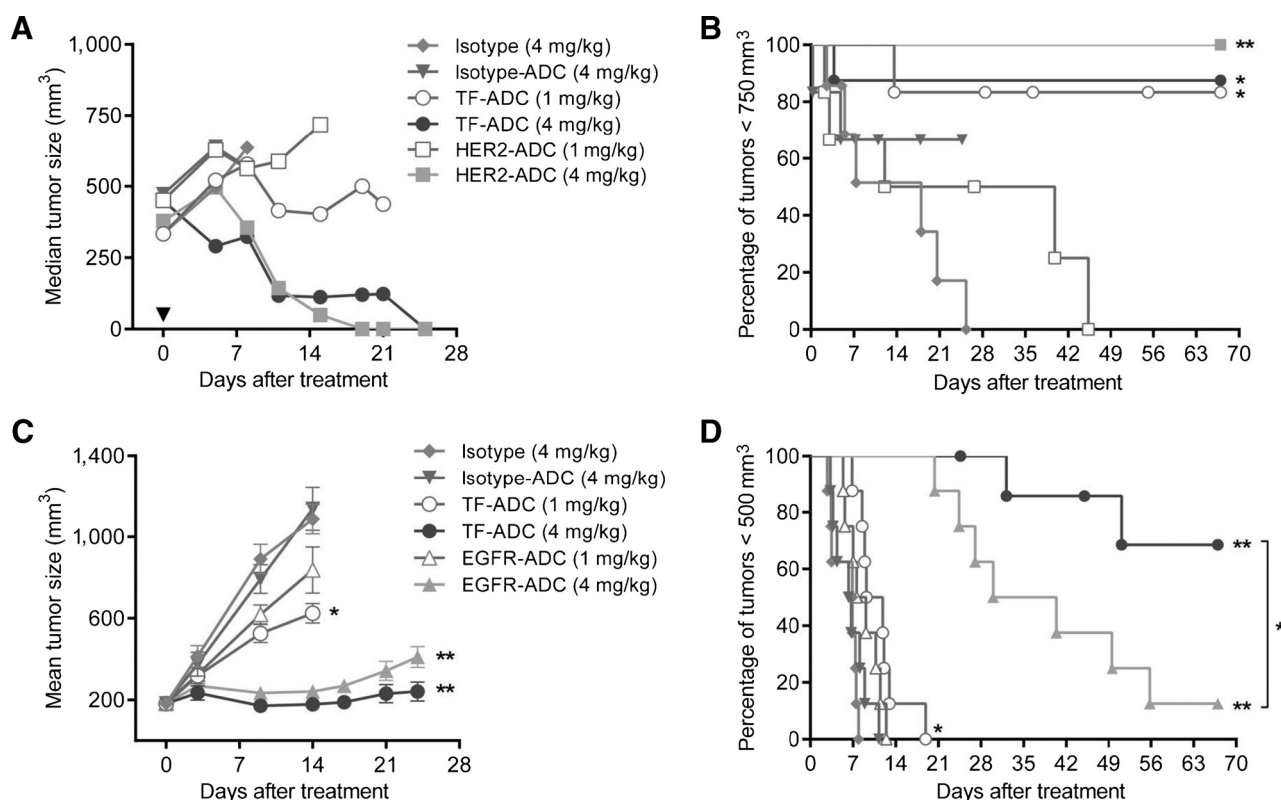 A
Median tumor size (mm³)
1,000
750
500
250
0
0 7 14 21 28
Days after treatment
Isotype (4 mg/kg)
Isotype-ADC (4 mg/kg)
TF-ADC (1 mg/kg)
TF-ADC (4 mg/kg)
HER2-ADC (1 mg/kg)
HER2-ADC (4 mg/kg)
B
Percentage of tumors < 750 mm³
100
80
60
40
20
0
0 7 14 21 28 35 42 49 56 63 70
Days after treatment
**
*
*
C
Mean tumor size (mm³)
1,400
1,000
600
200
0 7 14 21 28
Days after treatment
*
**
**
Isotype (4 mg/kg)
Isotype-ADC (4 mg/kg)
TF-ADC (1 mg/kg)
TF-ADC (4 mg/kg)
EGFR-ADC (1 mg/kg)
EGFR-ADC (4 mg/kg)
D
Percentage of tumors < 500 mm³
100
80
60
40
20
0
0 7 14 21 28 35 42 49 56 63 70
Days after treatment
*
**
**
*